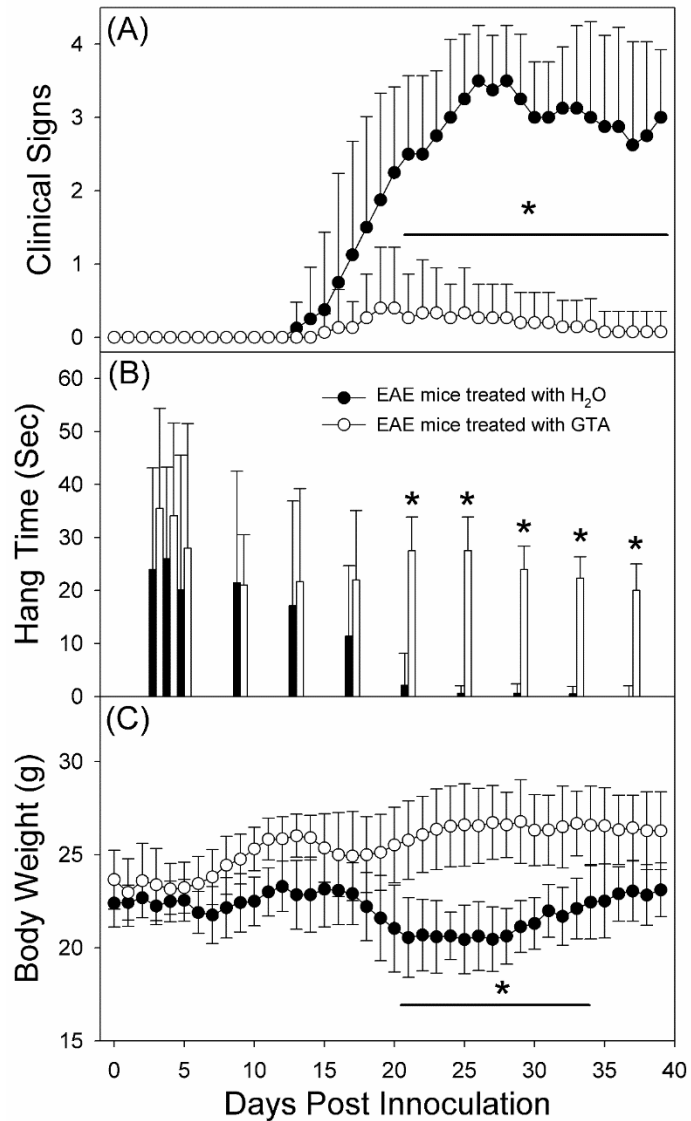 (A)
4
3
2
1
0
Clinical Signs
*
(B)
60
50
40
30
20
10
0
Hang Time (Sec)
EAE mice treated with H₂O
EAE mice treated with GTA
* * * * *
(C)
30
25
20
15
Body Weight (g)
*
0 5 10 15 20 25 30 35 40
Days Post Innoculation